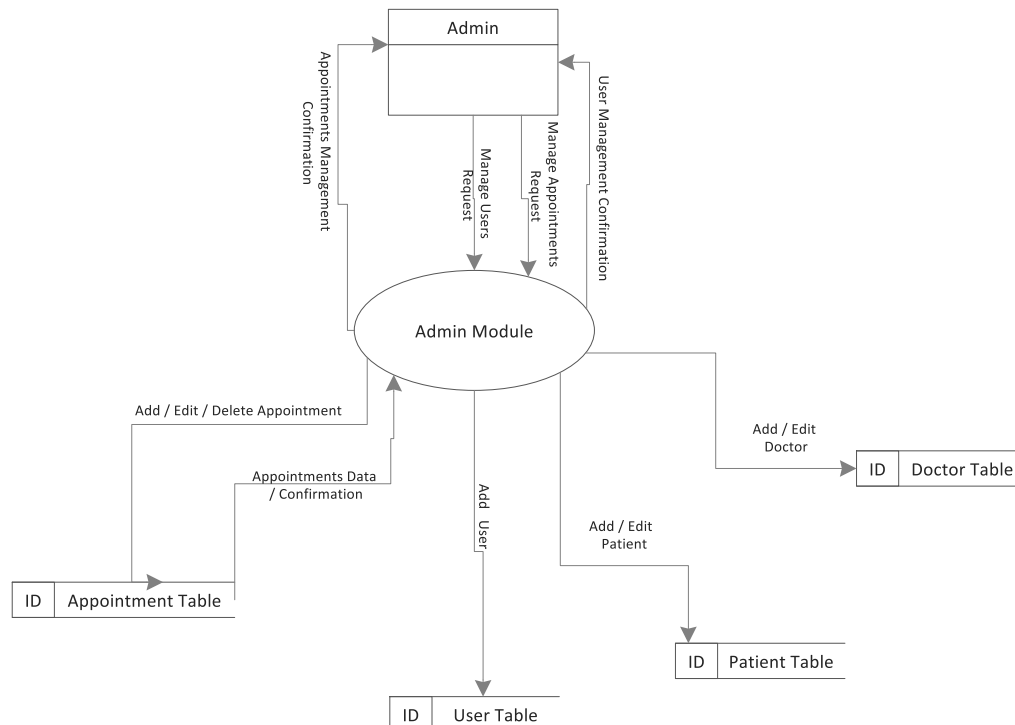 Admin
Appointments Management
Confirmation
Manage Users
Request
Manage Appointments
Request
User Management Confirmation
Admin Module
Add / Edit / Delete Appointment
Appointments Data
/ Confirmation
Add User
Add / Edit
Doctor
ID Doctor Table
Add / Edit
Patient
ID Appointment Table
ID Patient Table
ID User Table